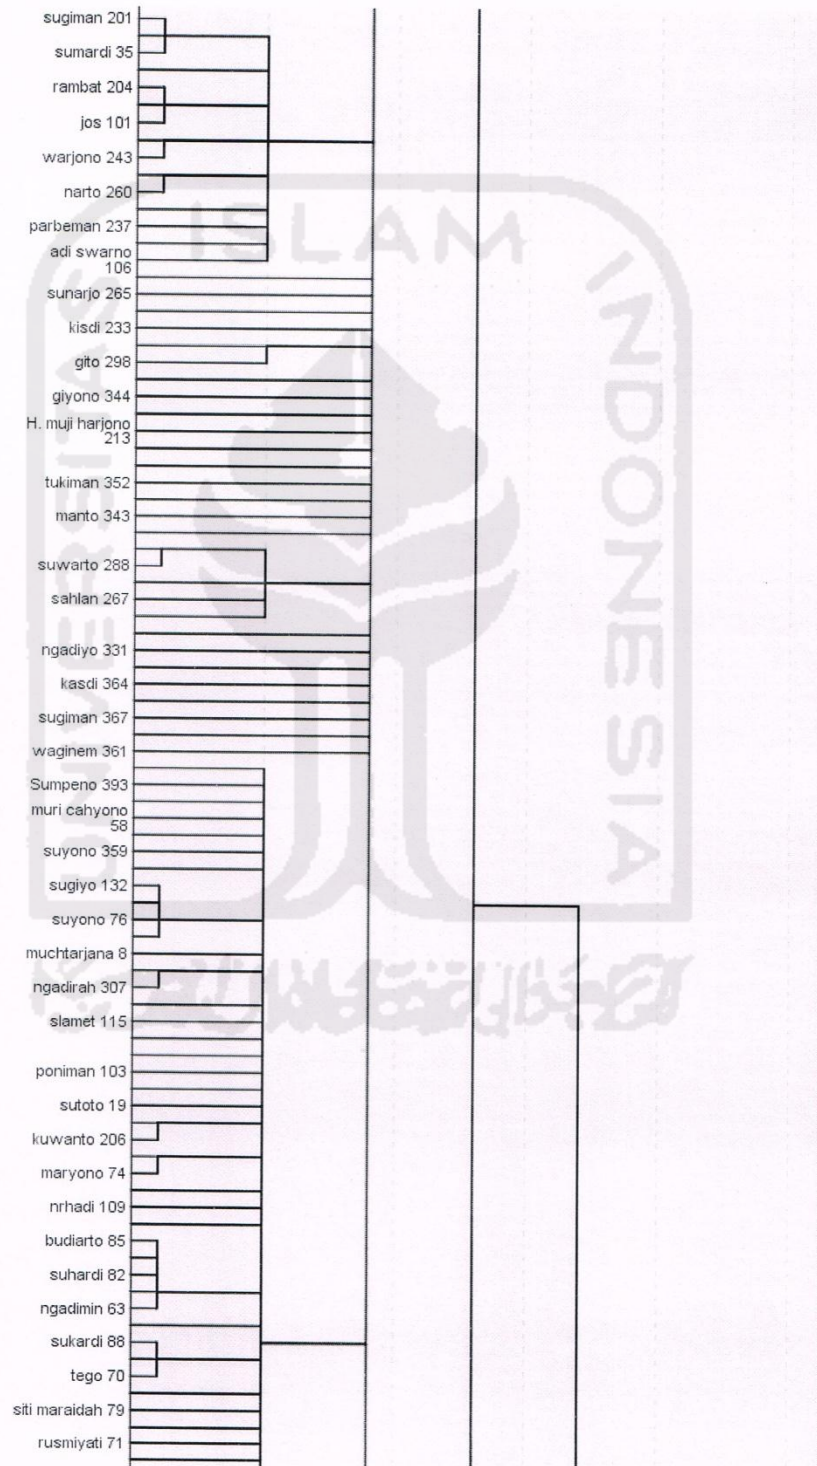 sugiman 201
sumardi 35
rambat 204
jos 101
warjono 243
narto 260
parbeman 237
adi swarno
106
sunarjo 265
kisdi 233
gito 298
giyono 344
H. muji harjono
213
tukiman 352
manto 343
suwarto 288
sahlan 267
ngadiyo 331
kasdi 364
sugiman 367
waginem 361
Sumpeno 393
muri cahyono
58
suyono 359
sugiyo 132
suyono 76
muchtarjana 8
ngadirah 307
slamet 115
poniman 103
sutoto 19
kuwanto 206
maryono 74
nrhadi 109
budiarto 85
suhardi 82
ngadimin 63
sukardi 88
tego 70
siti maraidah 79
rusmiyati 71
UNIVERSITAS
ISLAM
INDONESIA